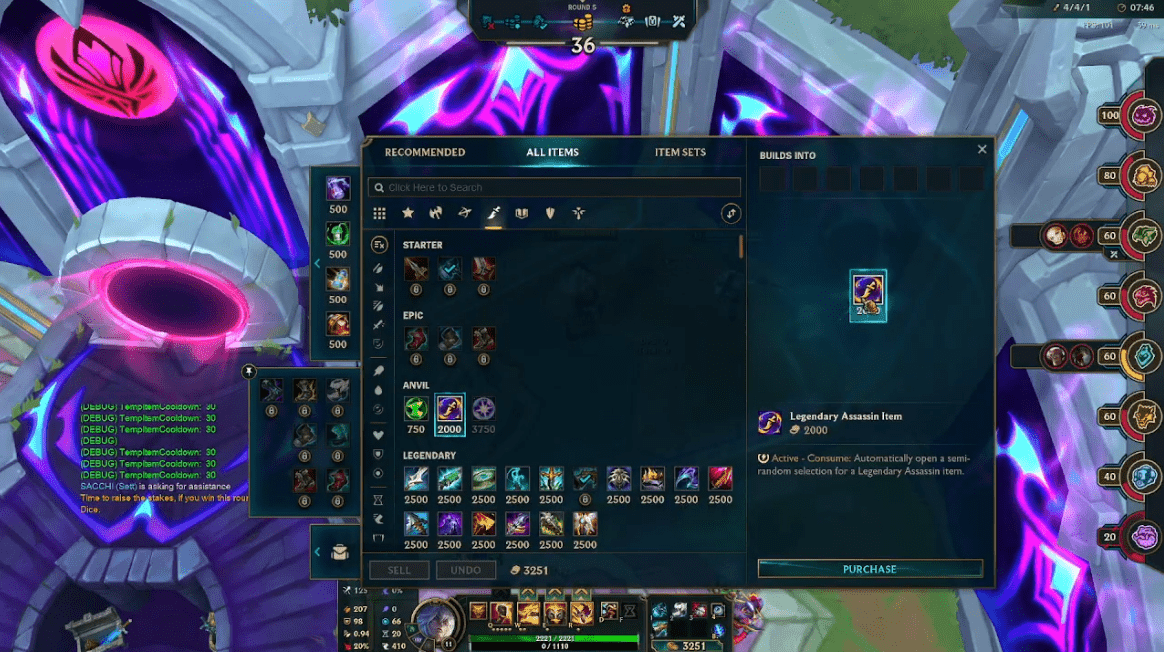 ROUND 5
36
4/4/1
07:46
RECOMMENDED
ALL ITEMS
ITEM SETS
BUILDS INTO
Click Here to Search
500
500
500
500
STARTER
EPIC
ANVIL
750 2000 3750
LEGENDARY
2500 2500 2500 2500 2500 2500 2500 2500 2500
2500 2500 2500 2500 2500 2500
Legendary Assassin Item
2000
Active - Consume: Automatically open a semi-
random selection for a Legendary Assassin item.
SELL
UNDO
3251
PURCHASE
100
80
60
60
60
60
40
20
(DEBUG) TempItemCooldown: 30
(DEBUG) TempItemCooldown: 30
(DEBUG) TempItemCooldown: 30
(DEBUG)
(DEBUG) TempItemCooldown: 30
(DEBUG) TempItemCooldown: 30
(DEBUG) TempItemCooldown: 30
SACCHI (Sett) is asking for assistance
Time to raise the stakes, if you win this roun
Dice.
125 0%
207 0
98 66
0.94 20
20% 410
11
Q W R D F
2221 / 2221
0 / 1110
3251